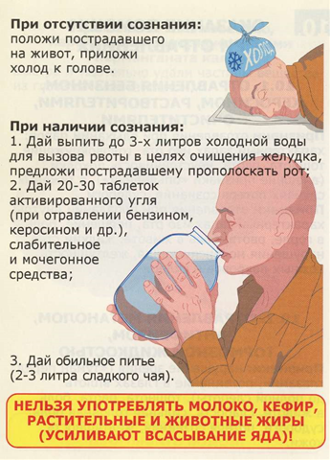 При отсутствии сознания:
положи пострадавшего
на живот, приложи
холод к голове.
ХОЛОД
При наличии сознания:
1. Дай выпить до 3-х литров холодной воды
для вызова рвоты в целях очищения желудка,
предложи пострадавшему прополоскать рот;
2. Дай 20-30 таблеток
активированного угля
(при отравлении бензином,
керосином и др.),
слабительное
и мочегонное
средства;
3. Дай обильное питье
(2-3 литра сладкого чая).
НЕЛЬЗЯ УПОТРЕБЛЯТЬ МОЛОКО, КЕФИР,
РАСТИТЕЛЬНЫЕ И ЖИВОТНЫЕ ЖИРЫ
(УСИЛИВАЮТ ВСАСЫВАНИЕ ЯДА)!